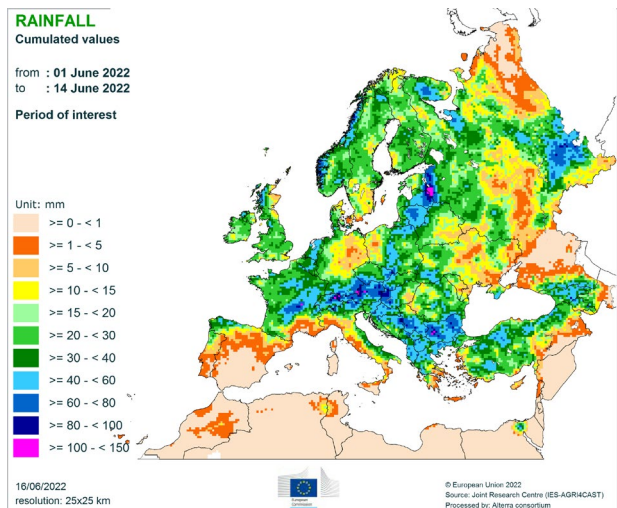 RAINFALL
Cumulated values
from : 01 June 2022
to : 14 June 2022
Period of interest
Unit: mm
>= 0 - < 1
>= 1 - < 5
>= 5 - < 10
>= 10 - < 15
>= 15 - < 20
>= 20 - < 30
>= 30 - < 40
>= 40 - < 60
>= 60 - < 80
>= 80 - < 100
>= 100 - < 150
16/06/2022
resolution: 25x25 km
European
Commission
© European Union 2022
Source: Joint Research Centre (IES-AGRI4CAST)
Processed by: Alterra consortium